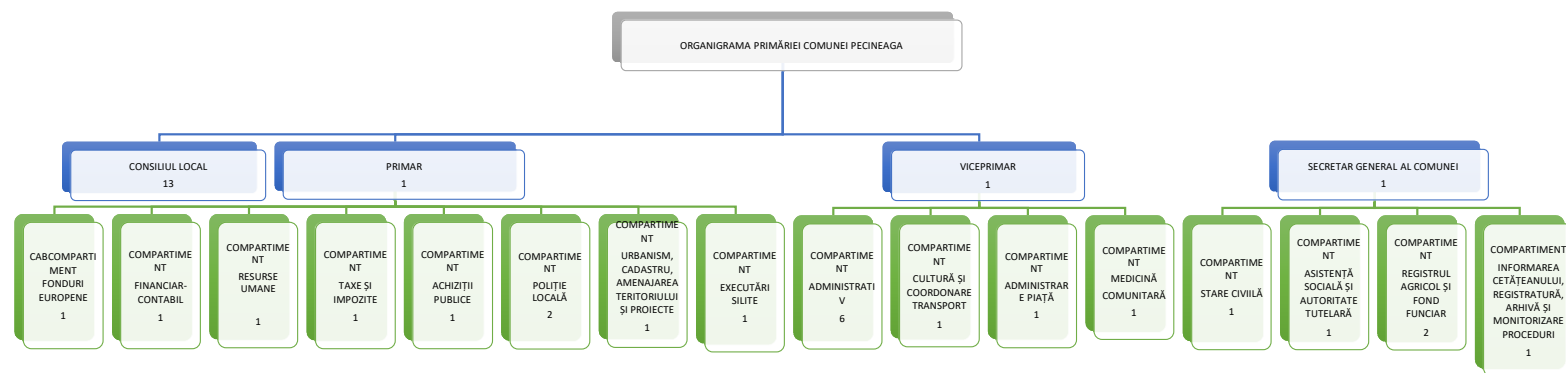 ORGANIGRAMA PRIMĂRIEI COMUNEI PECINEAGA
CONSILIUL LOCAL
13
PRIMAR
1
VICEPRIMAR
1
SECRETAR GENERAL AL COMUNEI
1
CABCOMPARTI
MENT
FONDURI
EUROPENE
1
COMPARTIME
NT
FINANCIAR-
CONTABIL
1
COMPARTIME
NT
RESURSE
UMANE
1
COMPARTIME
NT
TAXE ȘI
IMPOZITE
1
COMPARTIME
NT
ACHIZIȚII
PUBLICE
1
COMPARTIME
NT
POLIȚIE
LOCALĂ
2
COMPARTIME
NT
URBANISM,
CADASTRU,
AMENAJAREA
TERITORIULUI
ȘI PROIECTE
1
COMPARTIME
NT
EXECUTĂRI
SILITE
1
COMPARTIME
NT
ADMINISTRATI
V
6
COMPARTIME
NT
CULTURĂ ȘI
COORDONARE
TRANSPORT
1
COMPARTIME
NT
ADMINISTRAR
E PIAȚĂ
1
COMPARTIME
NT
MEDICINĂ
COMUNITARĂ
1
COMPARTIME
NT
STARE CIVIILĂ
1
COMPARTIME
NT
ASISTENȚĂ
SOCIALĂ ȘI
AUTORITATE
TUTELARĂ
1
COMPARTIME
NT
REGISTRUL
AGRICOL ȘI
FOND
FUNCIAR
2
COMPARTIMENT
INFORMAREA
CETĂȚEANULUI,
REGISTRATURĂ,
ARHIVĂ ȘI
MONITORIZARE
PROCEDURI
1